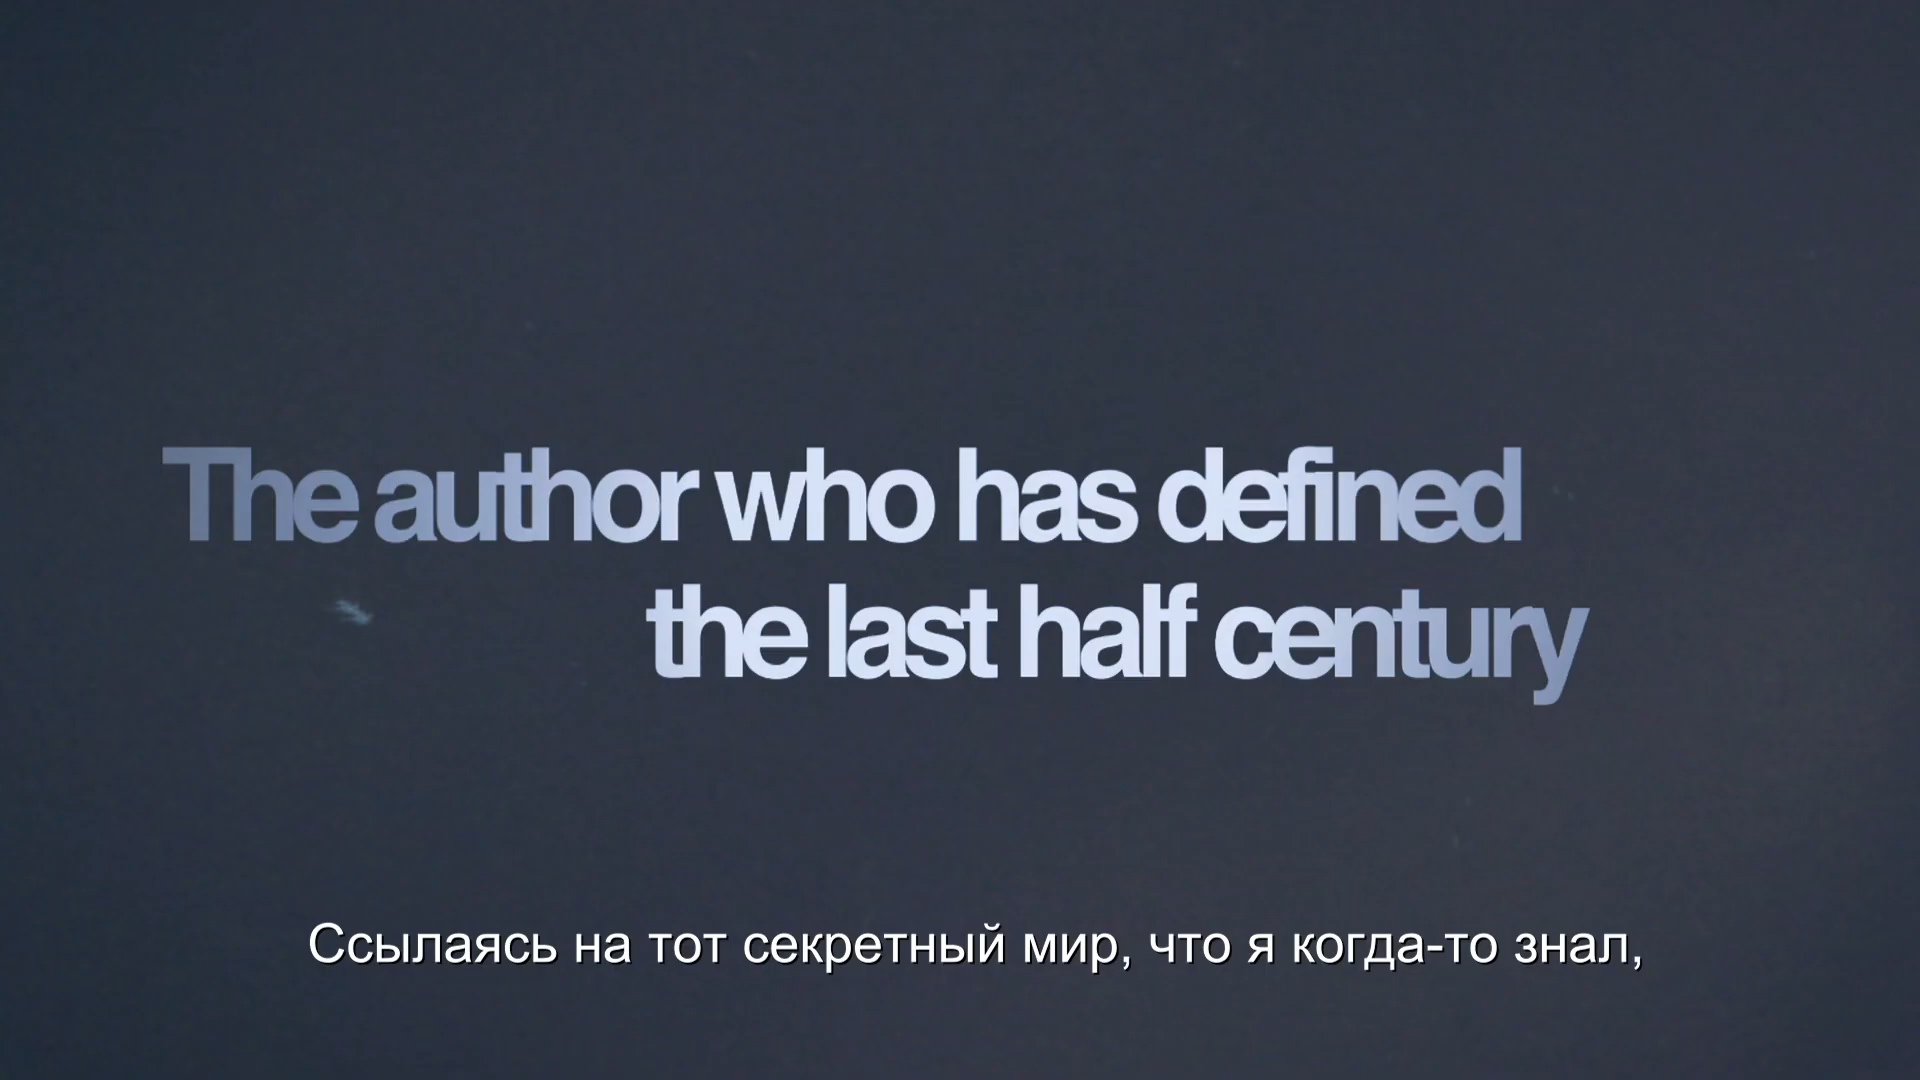 The author who has defined
the last half century
Ссылаясь на тот секретный мир, что я когда-то знал,